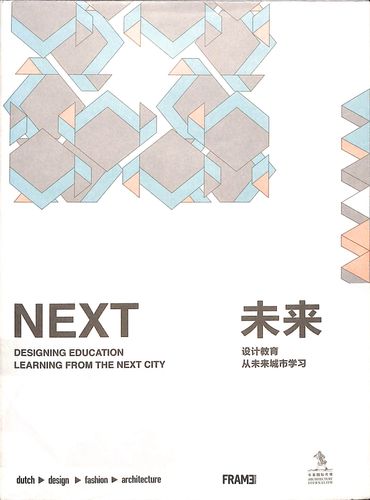 NEXT
DESIGNING EDUCATION
LEARNING FROM THE NEXT CITY
未来
设计教育
从未来城市学习
dutch ▶ design ▶ fashion ▶ architecture
FRAME